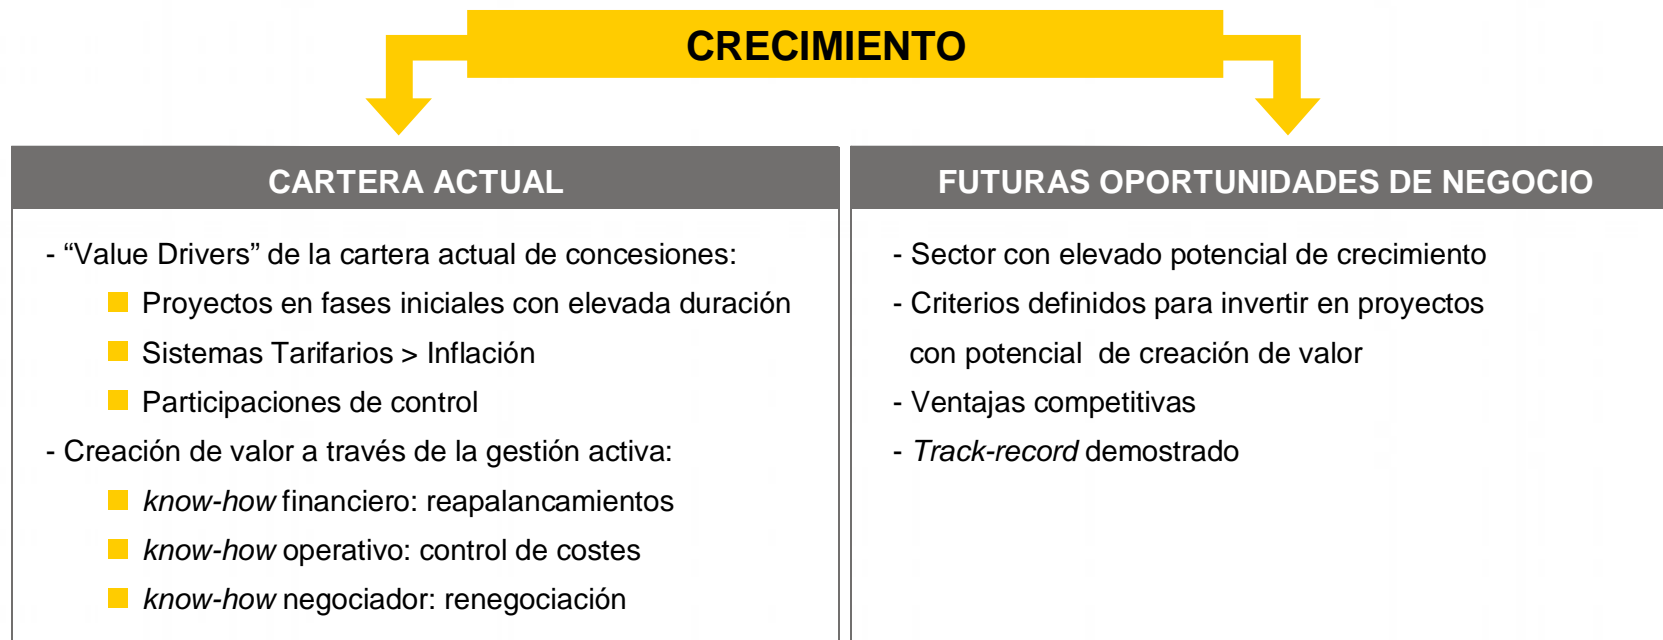 CRECIMIENTO
CARTERA ACTUAL
- “Value Drivers” de la cartera actual de concesiones:
Proyectos en fases iniciales con elevada duración
Sistemas Tarifarios > Inflación
Participaciones de control
- Creación de valor a través de la gestión activa:
know-how financiero: reapalancamientos
know-how operativo: control de costes
know-how negociador: renegociación
FUTURAS OPORTUNIDADES DE NEGOCIO
- Sector con elevado potencial de crecimiento
- Criterios definidos para invertir en proyectos
con potencial de creación de valor
- Ventajas competitivas
- Track-record demostrado